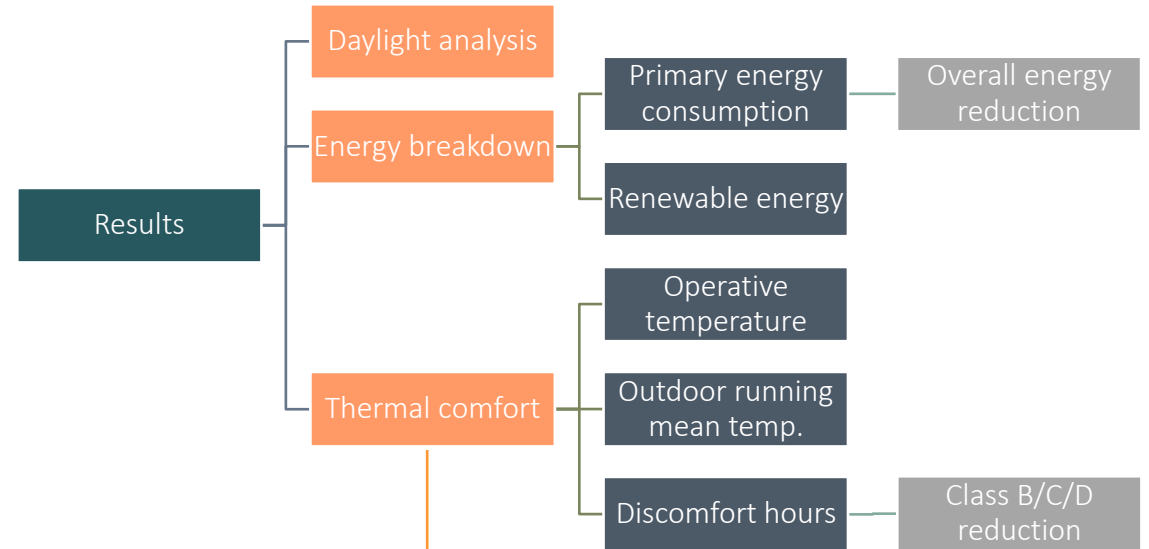 Results
Daylight analysis
Energy breakdown
Primary energy
consumption
Overall energy
reduction
Renewable energy
Thermal comfort
Operative
temperature
Outdoor running
mean temp.
Discomfort hours
Class B/C/D
reduction